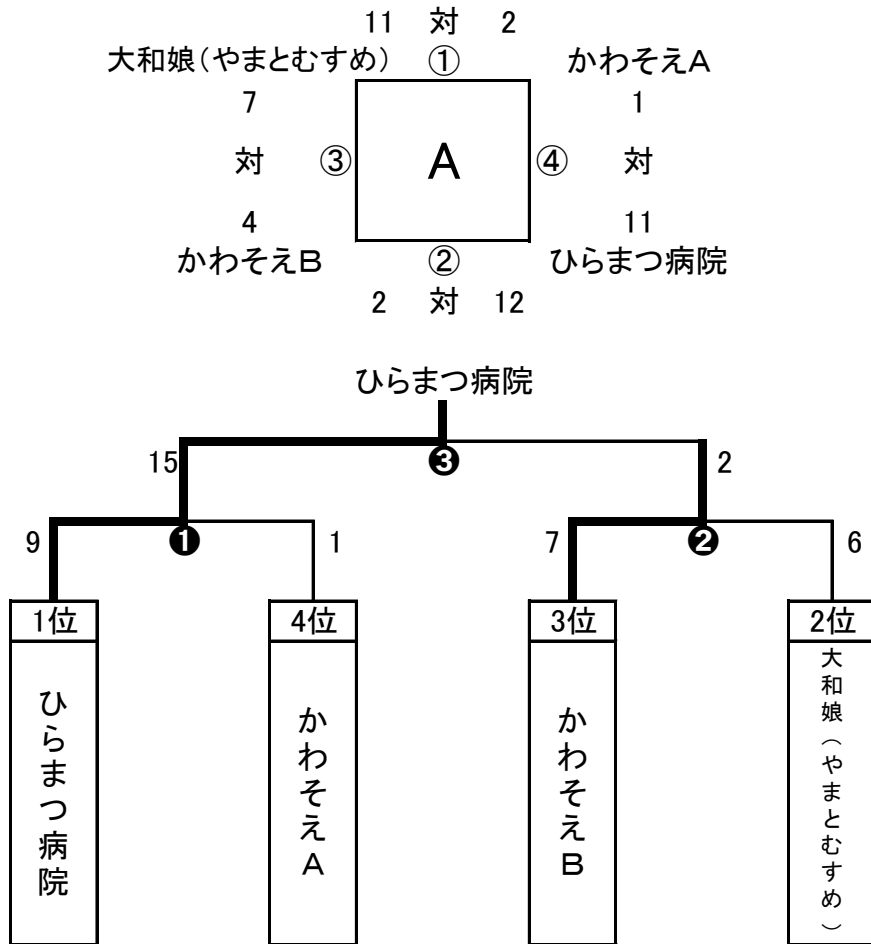 11 対 2
大和娘（やまとむすめ） ① かわそえA
7 1
対 ③ A ④ 対
4 11
かわそえB ② ひらまつ病院
2 対 12
ひらまつ病院
15 ❸ 2
9 ❶ 1 7 ❷ 6
1位 4位 3位 2位
ひらまつ病院
かわそえA
かわそえB
大和娘（やまとむすめ）